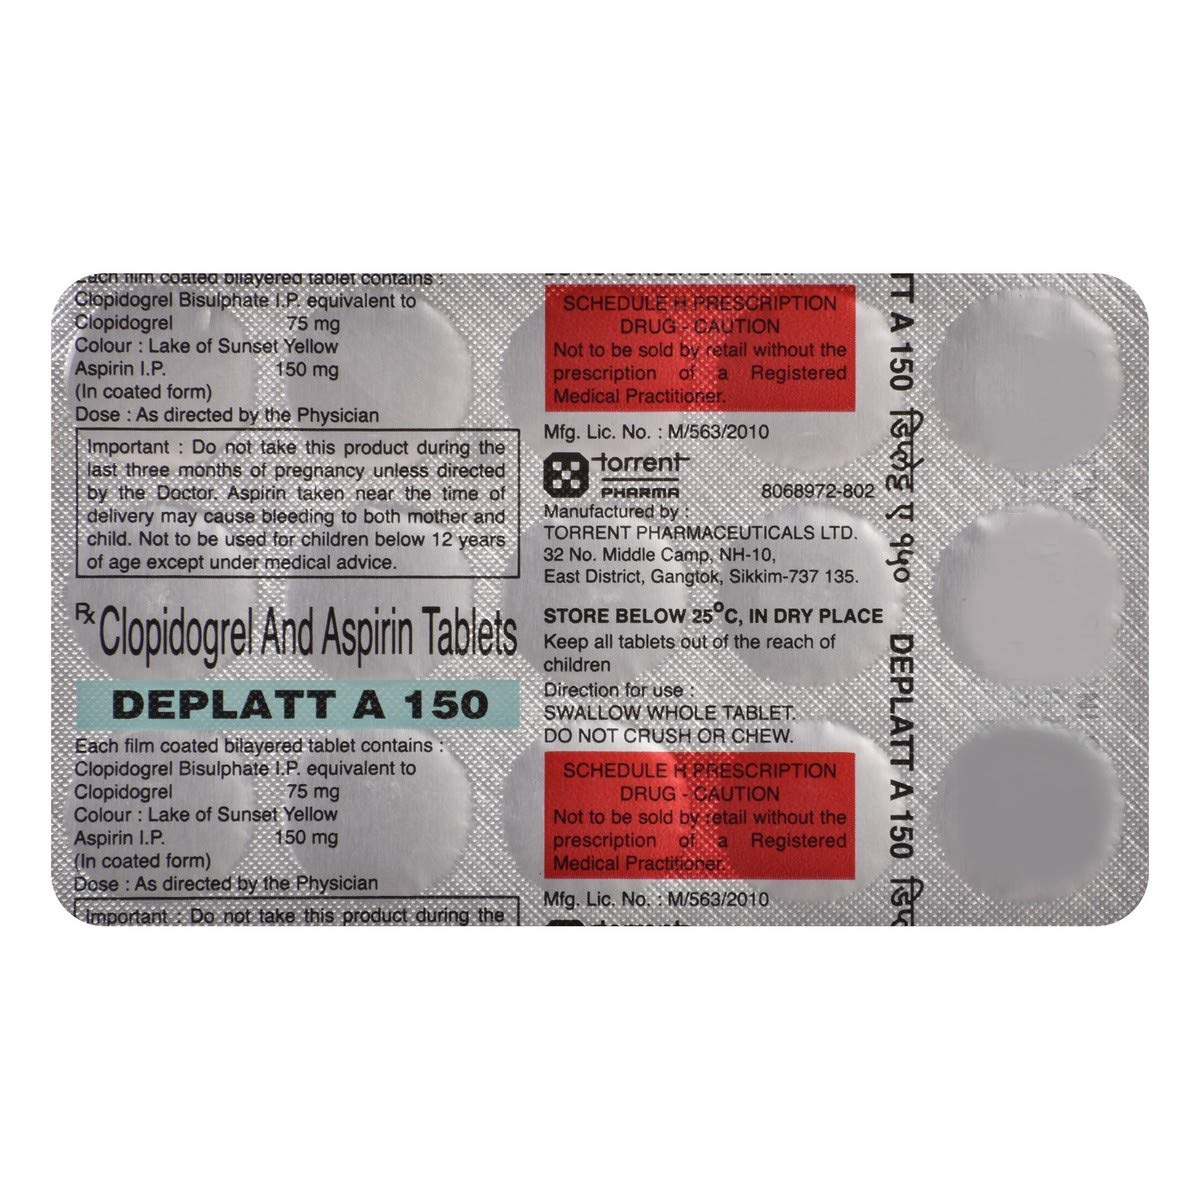 Each film coated bilayered tablet contains :
Clopidogrel Bisulphate I.P. equivalent to
Clopidogrel 75 mg
Colour : Lake of Sunset Yellow
Aspirin I.P. 150 mg
(In coated form)
Dose : As directed by the Physician
Important : Do not take this product during the
last three months of pregnancy unless directed
by the Doctor. Aspirin taken near the time of
delivery may cause bleeding to both mother and
child. Not to be used for children below 12 years
of age except under medical advice.
Rx Clopidogrel And Aspirin Tablets
DEPLATT A 150
Each film coated bilayered tablet contains :
Clopidogrel Bisulphate I.P. equivalent to
Clopidogrel 75 mg
Colour : Lake of Sunset Yellow
Aspirin I.P. 150 mg
(In coated form)
Dose : As directed by the Physician
Important : Do not take this product during the
SCHEDULE H PRESCRIPTION
DRUG - CAUTION
Not to be sold by retail without the
prescription of a Registered
Medical Practitioner.
Mfg. Lic. No. : M/563/2010
torrent
PHARMA
8068972-802
Manufactured by :
TORRENT PHARMACEUTICALS LTD.
32 No. Middle Camp, NH-10,
East District, Gangtok, Sikkim-737 135.
STORE BELOW 25°C, IN DRY PLACE
Keep all tablets out of the reach of
children
Direction for use :
SWALLOW WHOLE TABLET.
DO NOT CRUSH OR CHEW.
SCHEDULE H PRESCRIPTION
DRUG - CAUTION
Not to be sold by retail without the
prescription of a Registered
Medical Practitioner.
Mfg. Lic. No. : M/563/2010
torrent
TT A 150 डिप्लेट ए १५० DEPLATT A 150